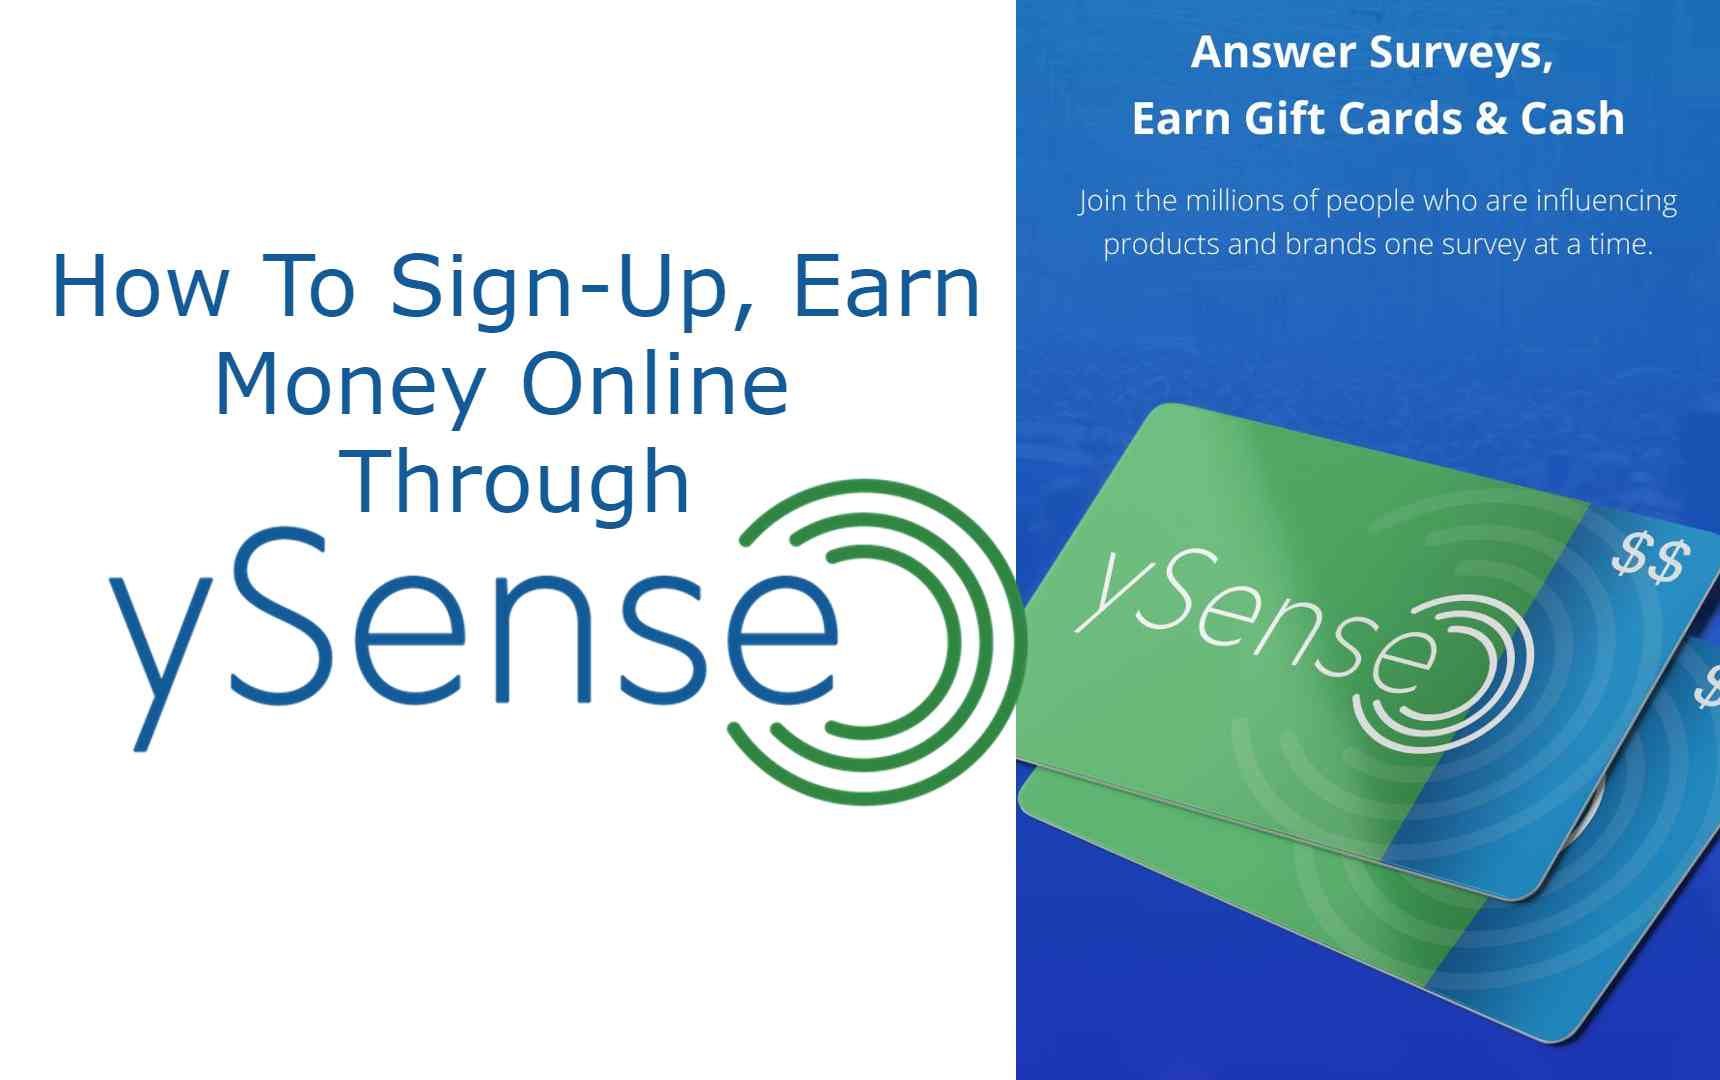 How To Sign-Up, Earn
Money Online
Through
ySense
Answer Surveys,
Earn Gift Cards & Cash
Join the millions of people who are influencing
products and brands one survey at a time.
$$
ySense
$